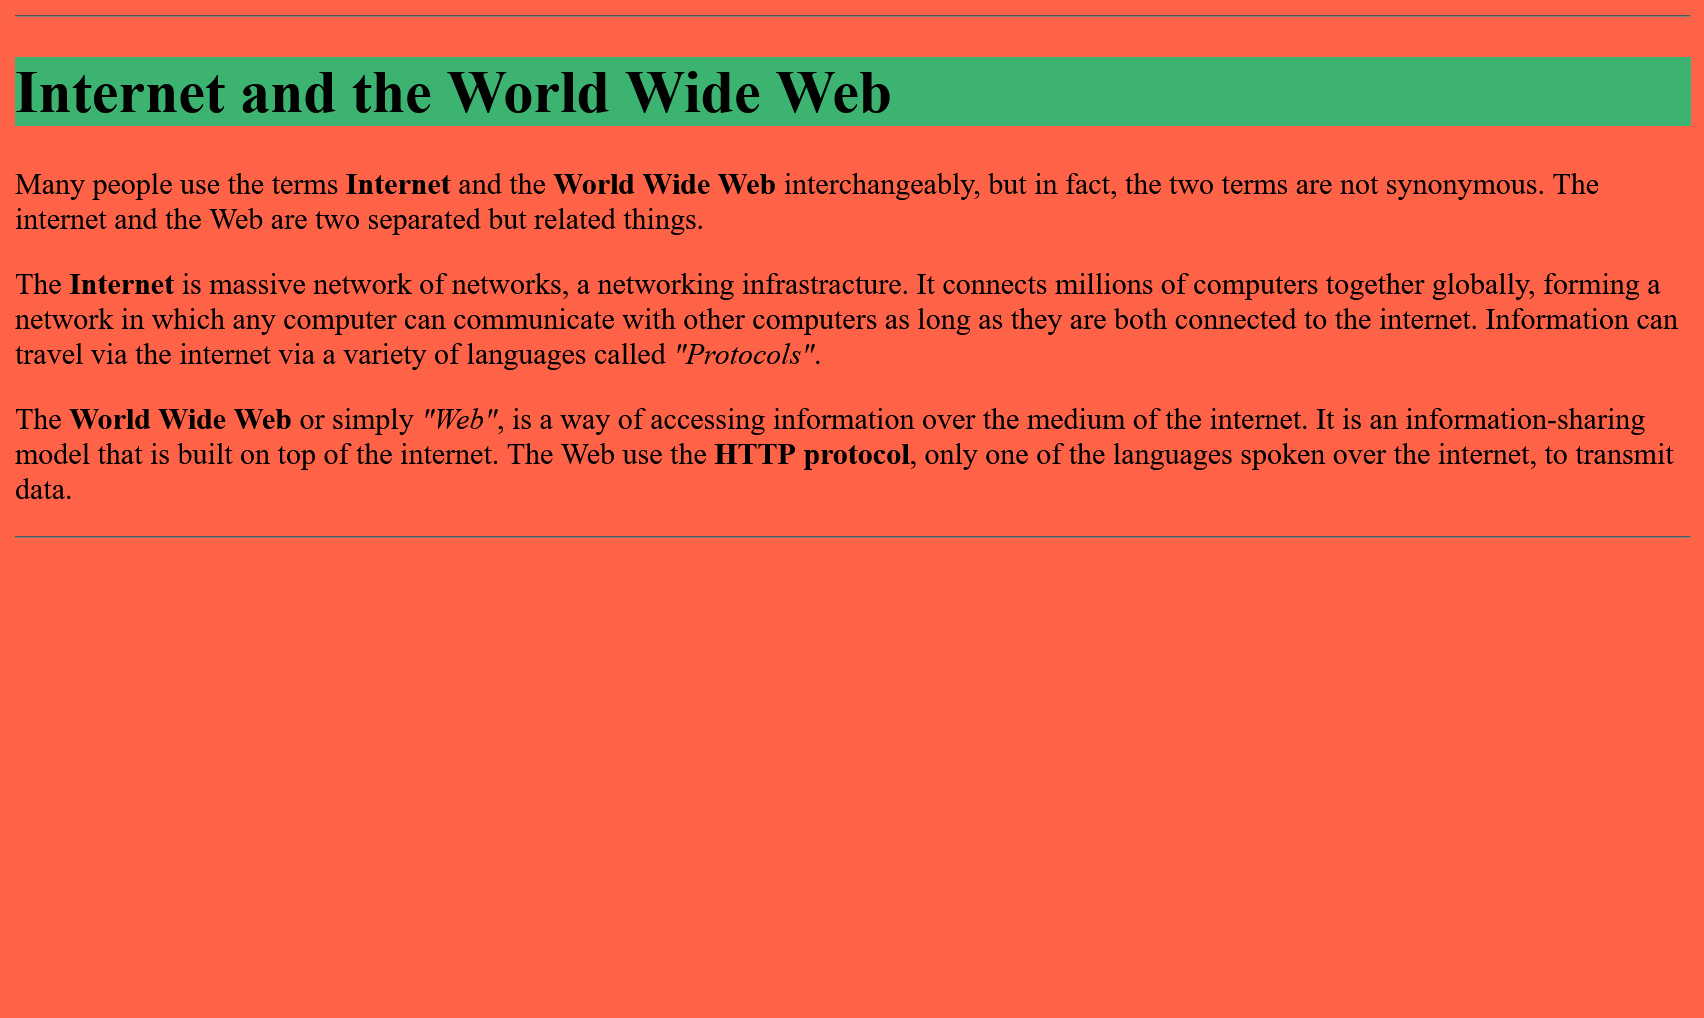 Internet and the World Wide Web
Many people use the terms Internet and the World Wide Web interchangeably, but in fact, the two terms are not synonymous. The
internet and the Web are two separated but related things.
The Internet is massive network of networks, a networking infrastracture. It connects millions of computers together globally, forming a
network in which any computer can communicate with other computers as long as they are both connected to the internet. Information can
travel via the internet via a variety of languages called "Protocols".
The World Wide Web or simply "Web", is a way of accessing information over the medium of the internet. It is an information-sharing
model that is built on top of the internet. The Web use the HTTP protocol, only one of the languages spoken over the internet, to transmit
data.